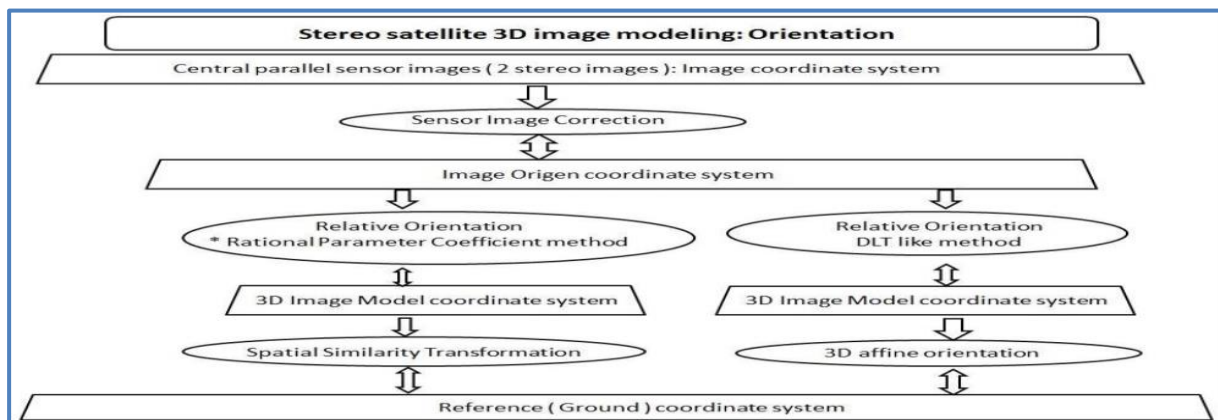 Stereo satellite 3D image modeling: Orientation
Central parallel sensor images ( 2 stereo images ): Image coordinate system
Sensor Image Correction
Image Origen coordinate system
Relative Orientation
* Rational Parameter Coefficient method
Relative Orientation
DLT like method
3D Image Model coordinate system
3D Image Model coordinate system
Spatial Similarity Transformation
3D affine orientation
Reference ( Ground ) coordinate system